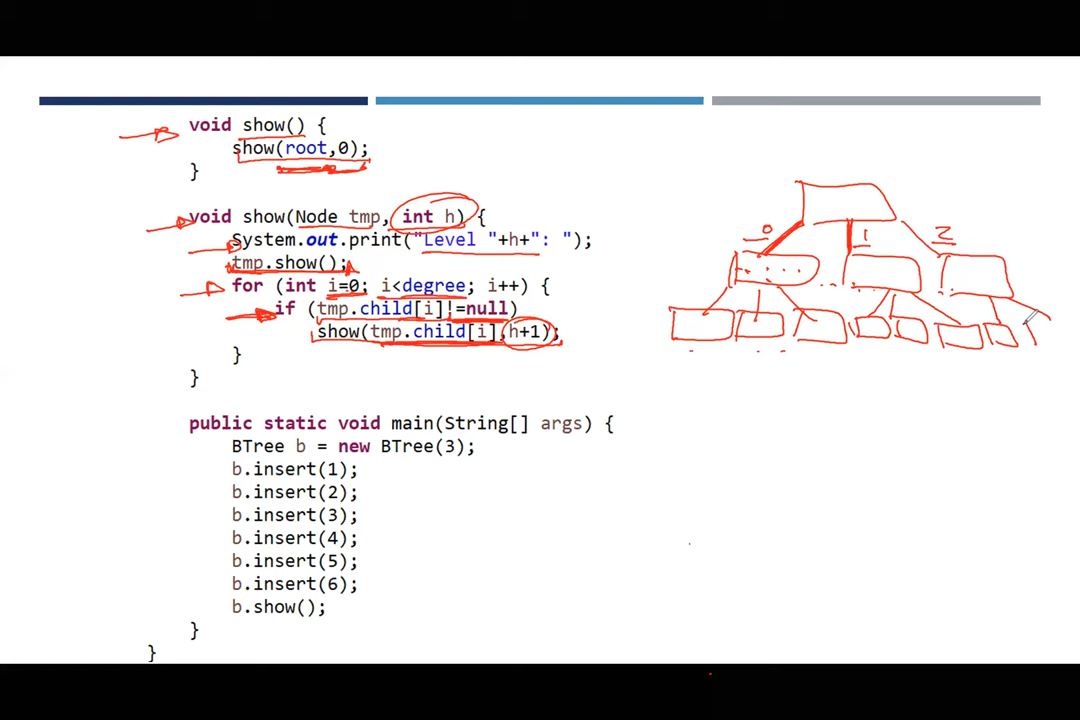 void show() {
show(root,0);
}
void show(Node tmp, int h) {
System.out.print("Level "+h+": ");
tmp.show();
for (int i=0; i<degree; i++) {
if (tmp.child[i]!=null)
show(tmp.child[i],h+1);
}
}
public static void main(String[] args) {
BTree b = new BTree(3);
b.insert(1);
b.insert(2);
b.insert(3);
b.insert(4);
b.insert(5);
b.insert(6);
b.show();
}
}
0 1 2